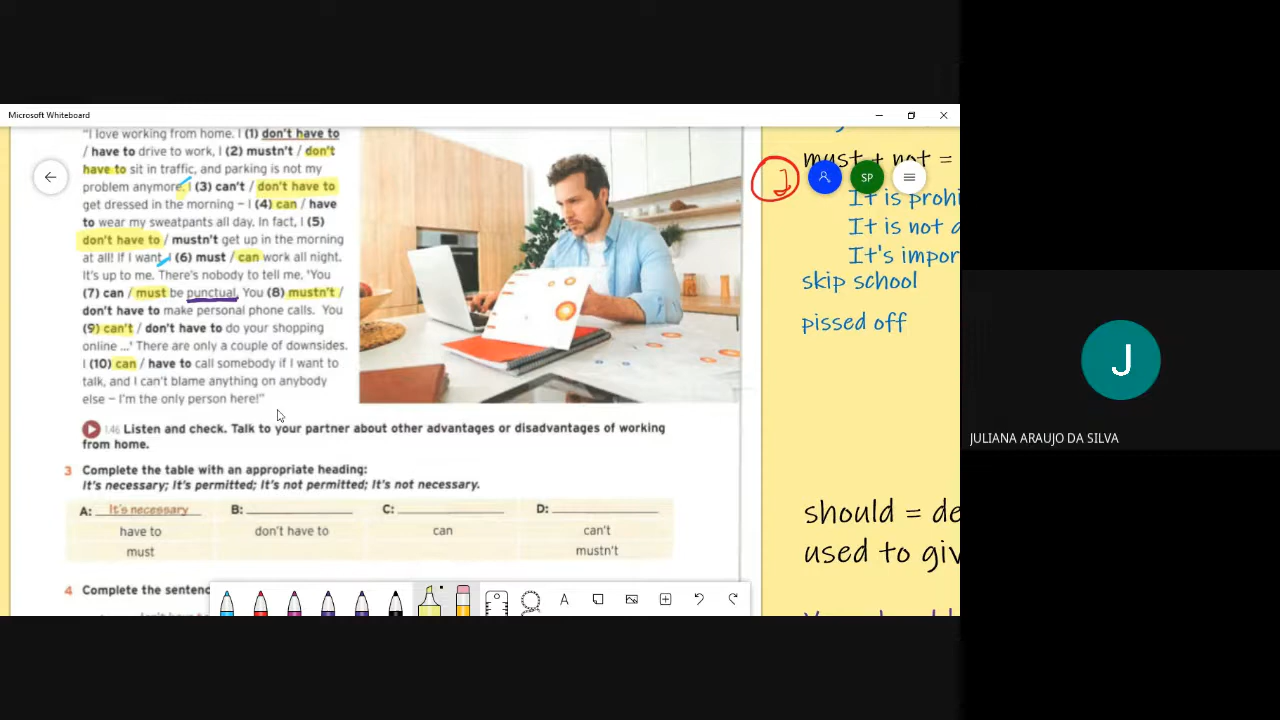 Microsoft Whiteboard
"I love working from home. I (1) don't have to
/ have to drive to work, I (2) mustn't / don't
have to sit in traffic, and parking is not my
problem anymore. I (3) can't / don't have to
get dressed in the morning – I (4) can / have
to wear my sweatpants all day. In fact, I (5)
don't have to / mustn't get up in the morning
at all! If I want, I (6) must / can work all night.
It's up to me. There's nobody to tell me, 'You
(7) can / must be punctual, You (8) mustn't /
don't have to make personal phone calls. You
(9) can't / don't have to do your shopping
online ...' There are only a couple of downsides.
I (10) can / have to call somebody if I want to
talk, and I can't blame anything on anybody
else – I'm the only person here!"
1.46 Listen and check. Talk to your partner about other advantages or disadvantages of working
from home.
3 Complete the table with an appropriate heading:
It's necessary; It's permitted; It's not permitted; It's not necessary.
A: It's necessary B: C: D:
have to don't have to can can't
must mustn't
4 Complete the sentenc
must + not =
SP
It is prohi
It is not a
It's impor
skip school
pissed off
should = de
used to giv
A
J
JULIANA ARAUJO DA SILVA